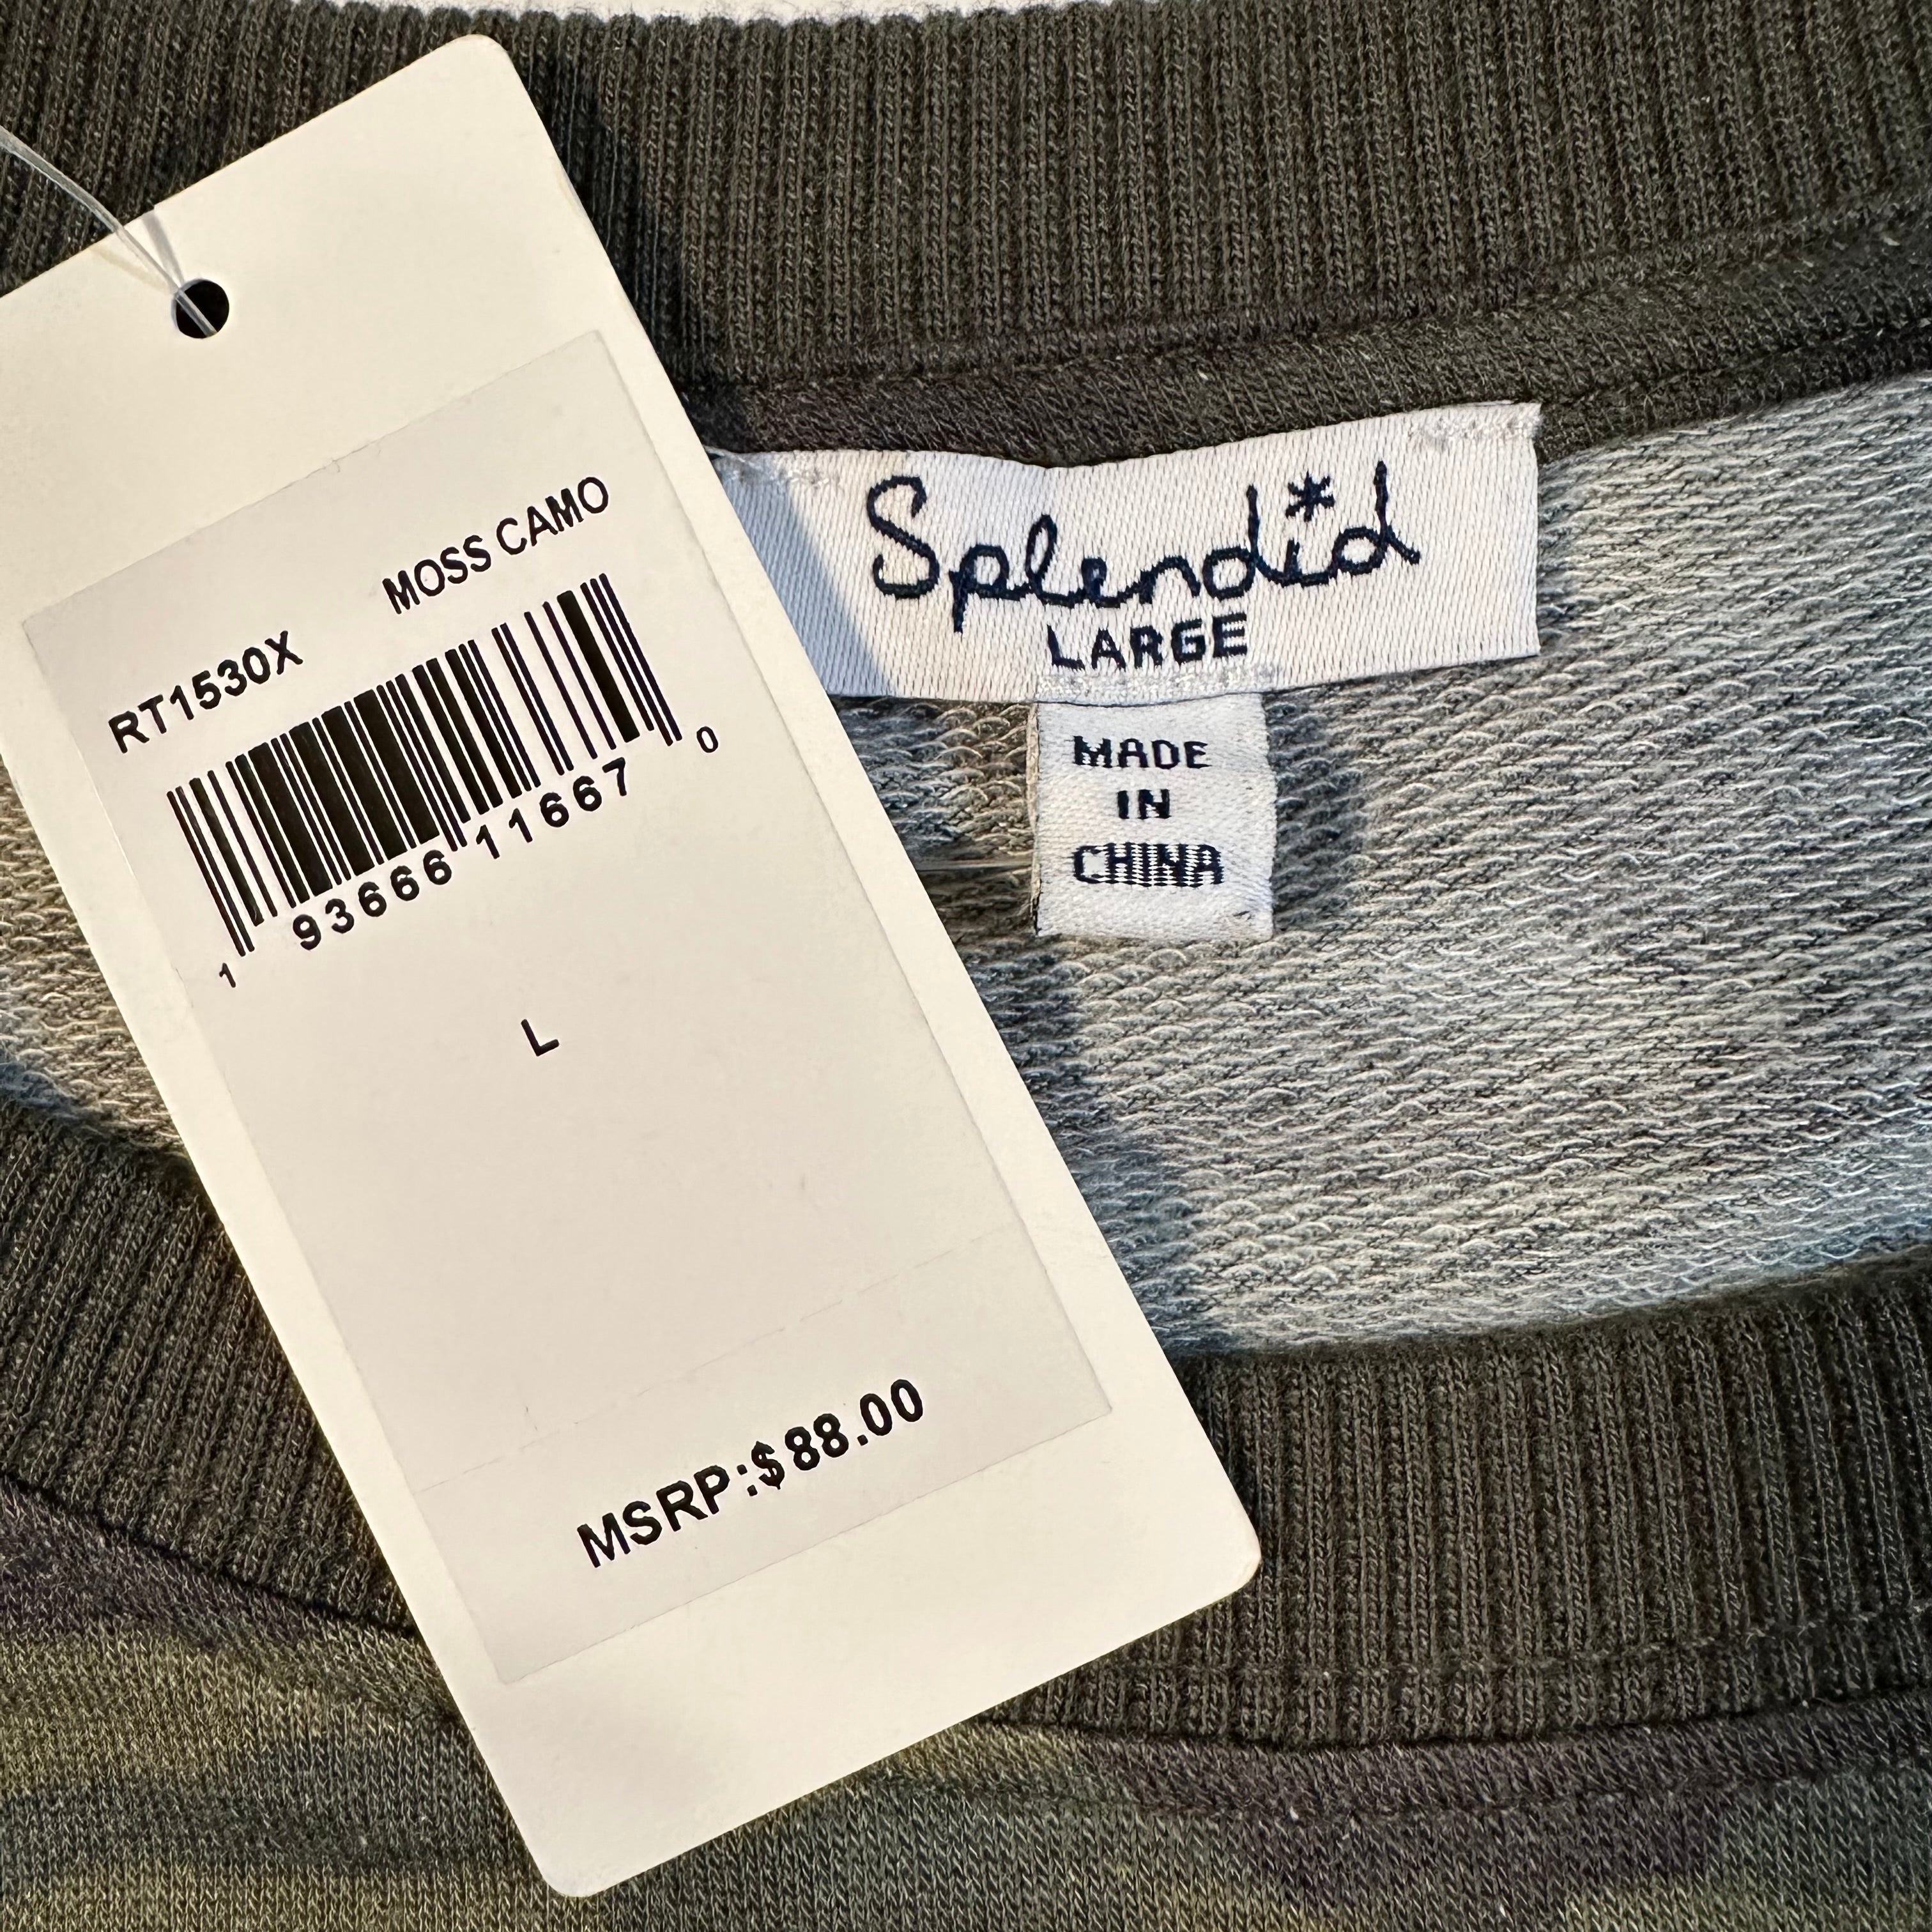 RT1530X MOSS CAMO
1 93666 11667 0
L
MSRP:$88.00
Splendid
LARGE
MADE
IN
CHINA